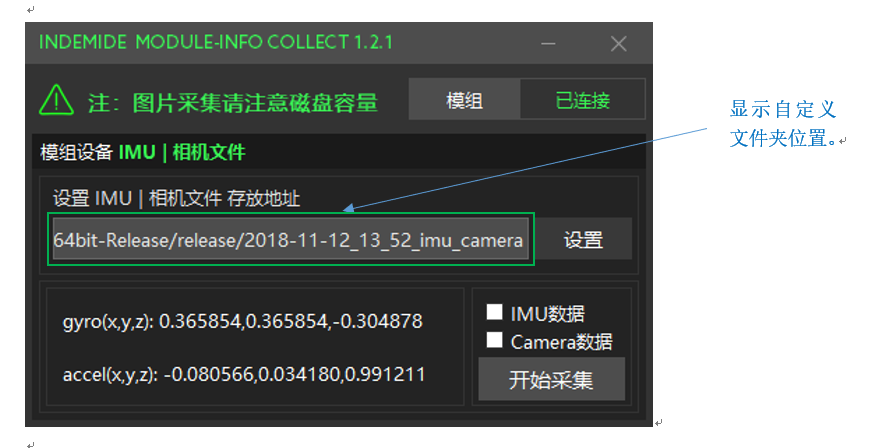 INDEMIDE MODULE-INFO COLLECT 1.2.1
注：图片采集请注意磁盘容量
模组
已连接
模组设备 IMU | 相机文件
设置 IMU | 相机文件 存放地址
64bit-Release/release/2018-11-12_13_52_imu_camera
设置
gyro(x,y,z): 0.365854,0.365854,-0.304878
accel(x,y,z): -0.080566,0.034180,0.991211
IMU数据
Camera数据
开始采集
显示自定义
文件夹位置。